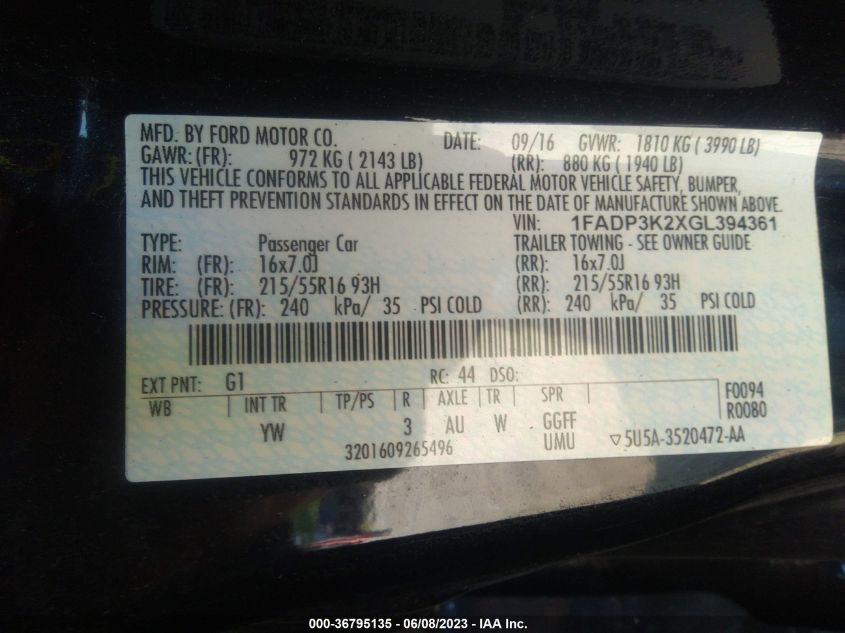 MFD. BY FORD MOTOR CO. DATE: 09/16 GVWR: 1810 KG ( 3990 LB)
GAWR: (FR): 972 KG ( 2143 LB) (RR): 880 KG ( 1940 LB)
THIS VEHICLE CONFORMS TO ALL APPLICABLE FEDERAL MOTOR VEHICLE SAFETY, BUMPER,
AND THEFT PREVENTION STANDARDS IN EFFECT ON THE DATE OF MANUFACTURE SHOWN ABOVE.
VIN: 1FADP3K2XGL394361
TYPE: Passenger Car TRAILER TOWING - SEE OWNER GUIDE
RIM: (FR): 16x7.0J (RR): 16x7.0J
TIRE: (FR): 215/55R16 93H (RR): 215/55R16 93H
PRESSURE: (FR): 240 kPa/ 35 PSI COLD (RR): 240 kPa/ 35 PSI COLD
EXT PNT: G1 RC: 44 DSO:
WB INT TR TP/PS R AXLE TR SPR F0094
YW 3 AU W GGFF R0080
3201609265496 UMU ▽5U5A-3520472-AA
000-36795135 - 06/08/2023 - IAA Inc.